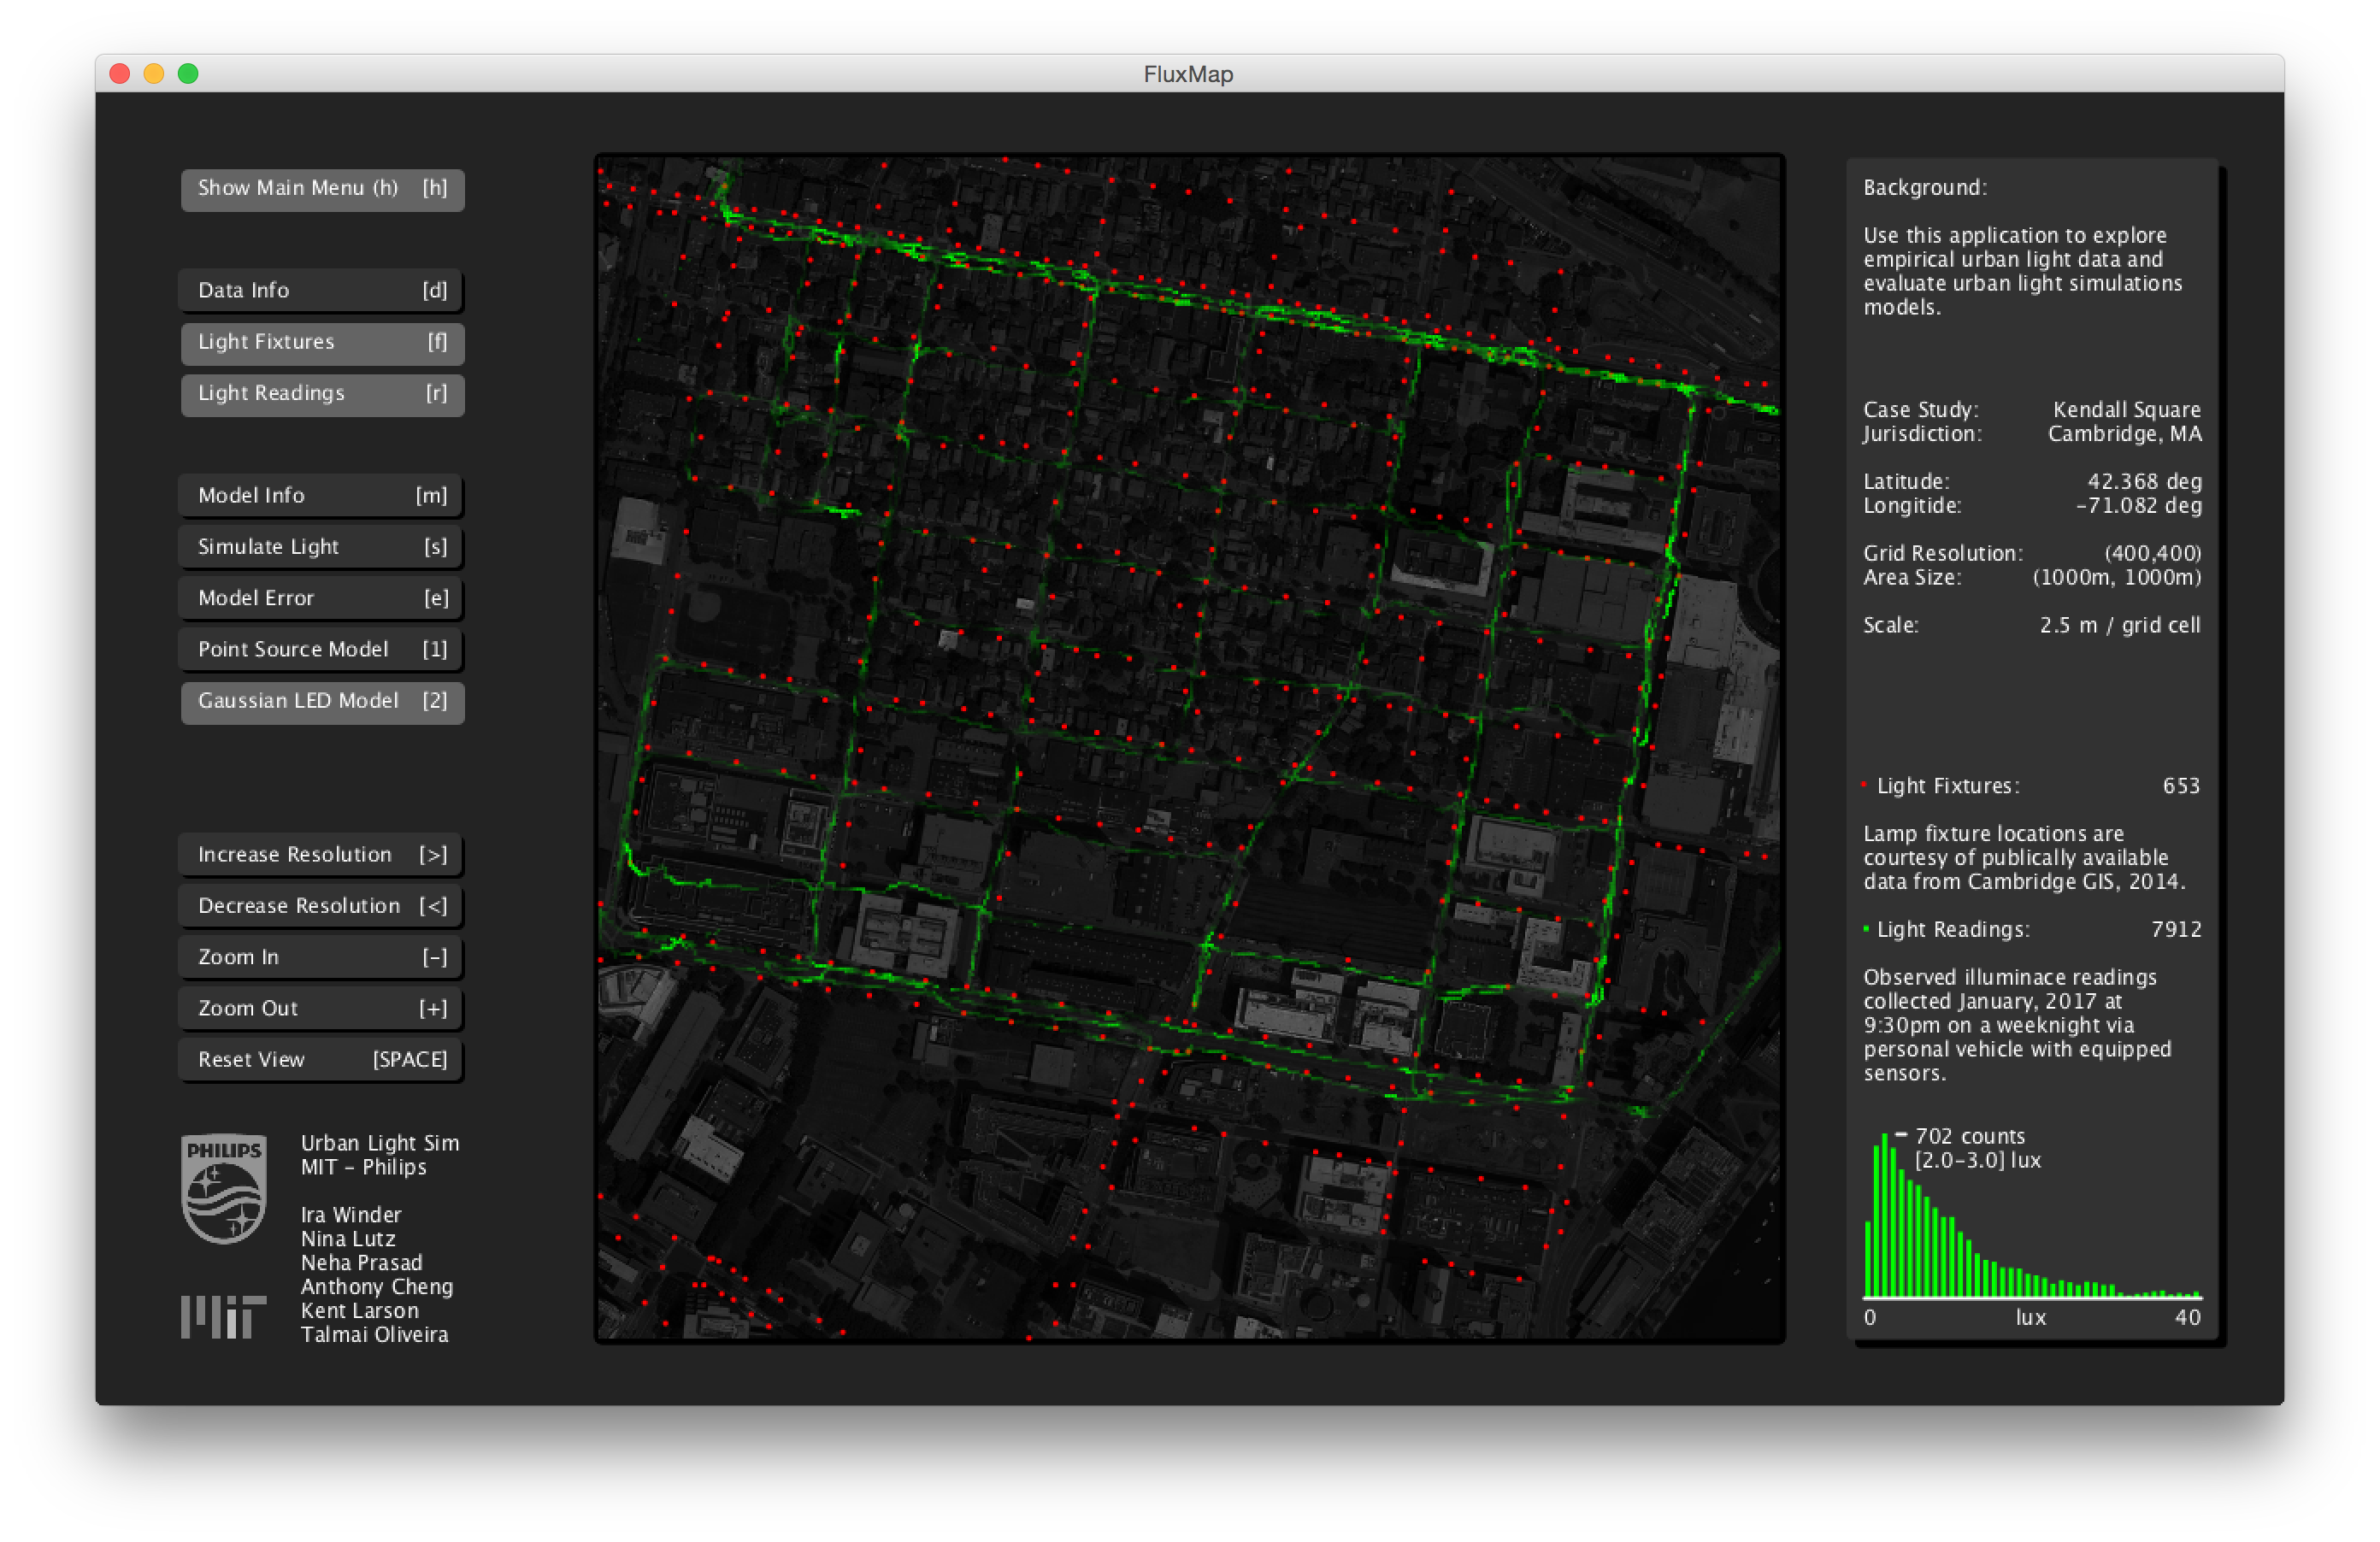 FluxMap
Show Main Menu (h) [h]
Data Info [d]
Light Fixtures [f]
Light Readings [r]
Model Info [m]
Simulate Light [s]
Model Error [e]
Point Source Model [1]
Gaussian LED Model [2]
Increase Resolution [>]
Decrease Resolution [<]
Zoom In [-]
Zoom Out [+]
Reset View [SPACE]
PHILIPS
MIT
Urban Light Sim
MIT - Philips
Ira Winder
Nina Lutz
Neha Prasad
Anthony Cheng
Kent Larson
Talmai Oliveira
Background:
Use this application to explore
empirical urban light data and
evaluate urban light simulations
models.
Case Study: Kendall Square
Jurisdiction: Cambridge, MA
Latitude: 42.368 deg
Longitide: -71.082 deg
Grid Resolution: (400,400)
Area Size: (1000m, 1000m)
Scale: 2.5 m / grid cell
Light Fixtures: 653
Lamp fixture locations are
courtesy of publically available
data from Cambridge GIS, 2014.
Light Readings: 7912
Observed illuminace readings
collected January, 2017 at
9:30pm on a weeknight via
personal vehicle with equipped
sensors.
702 counts
[2.0-3.0] lux
0 lux 40